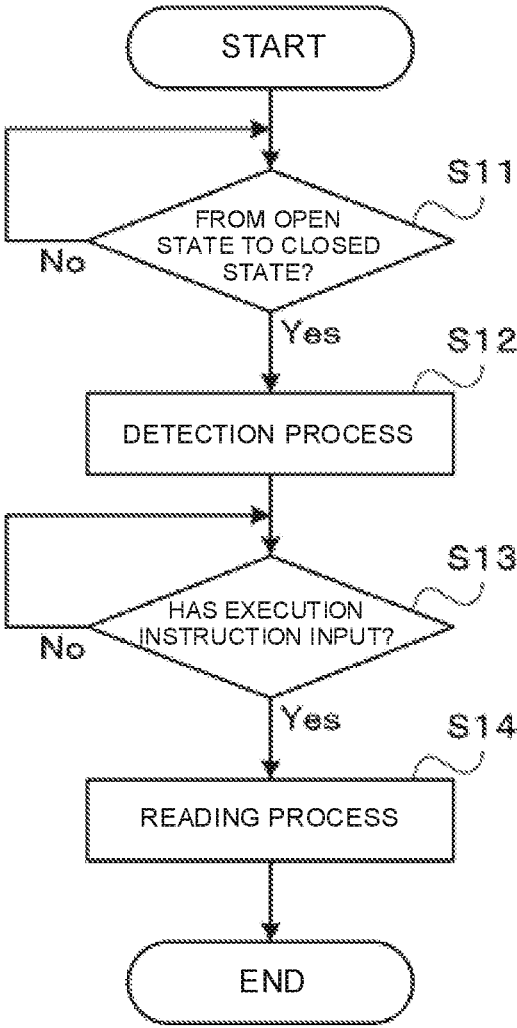 START
S11
FROM OPEN
STATE TO CLOSED
STATE?
No
Yes
S12
DETECTION PROCESS
S13
HAS EXECUTION
INSTRUCTION INPUT?
No
Yes
S14
READING PROCESS
END